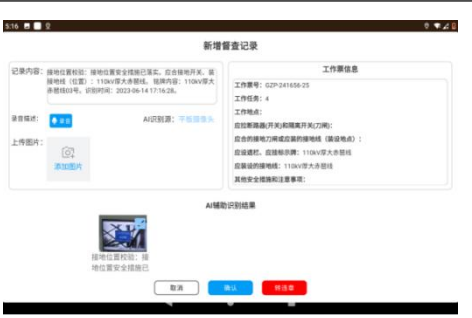 5:16
新增督查记录
记录内容：
接地位置校验：接地位置安全措施已落实。应合接地开关、装
接地线（位置）：110kV厚大赤替线。挂牌内容：110kV厚大
赤替线03号。识别时间：2023-06-14 17:16:28。
录音描述：
录音
AI识别源：平板摄像头
上传图片：
添加图片
工作票信息
工作票号：GZP-241656-25
工作任务：4
工作地点：
应拉断路器(开关)和隔离开关(刀闸)：
应合的接地刀闸或应装的接地线（装设地点）：
应设遮栏、应挂标示牌：110kV厚大赤替线
应装设的接地线：110kV厚大赤替线
其他安全措施和注意事项：
AI辅助识别结果
接地位置校验：接
地位置安全措施已
取消
确认
转违章